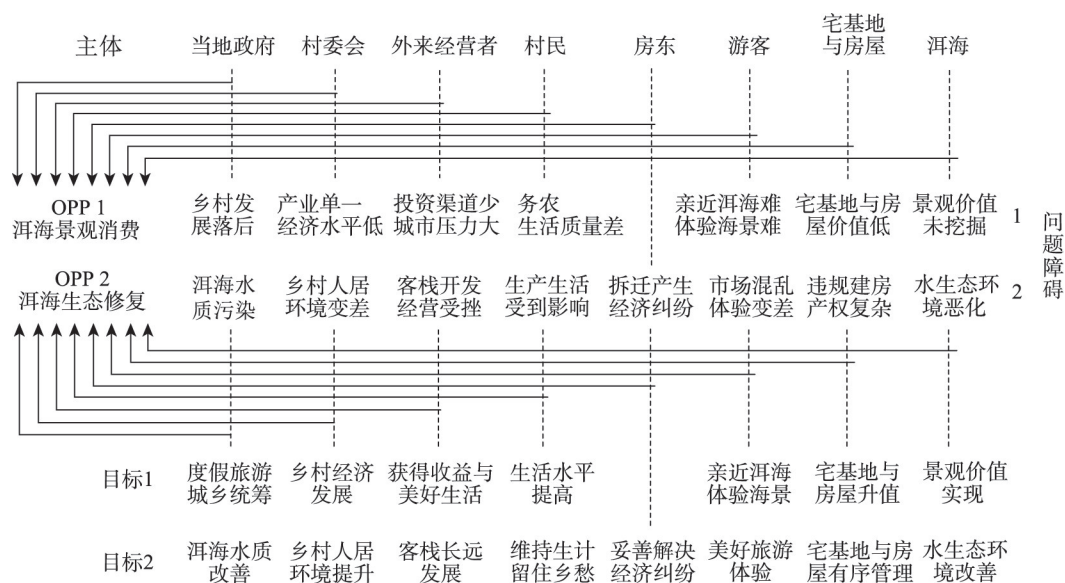 主体
当地政府
村委会
外来经营者
村民
房东
游客
宅基地
与房屋
洱海
OPP 1
洱海景观消费
乡村发
展落后
产业单一
经济水平低
投资渠道少
城市压力大
务农
生活质量差
亲近洱海难
体验海景难
宅基地与房
屋价值低
景观价值
未挖掘
1
问题障碍
OPP 2
洱海生态修复
洱海水
质污染
乡村人居
环境变差
客栈开发
经营受挫
生产生活
受到影响
拆迁产生
经济纠纷
市场混乱
体验变差
违规建房
产权复杂
水生态环
境恶化
2
目标1
度假旅游
城乡统筹
乡村经济
发展
获得收益与
美好生活
生活水平
提高
亲近洱海
体验海景
宅基地与
房屋升值
景观价值
实现
目标2
洱海水质
改善
乡村人居
环境提升
客栈长远
发展
维持生计
留住乡愁
妥善解决
经济纠纷
美好旅游
体验
宅基地与房
屋有序管理
水生态环
境改善